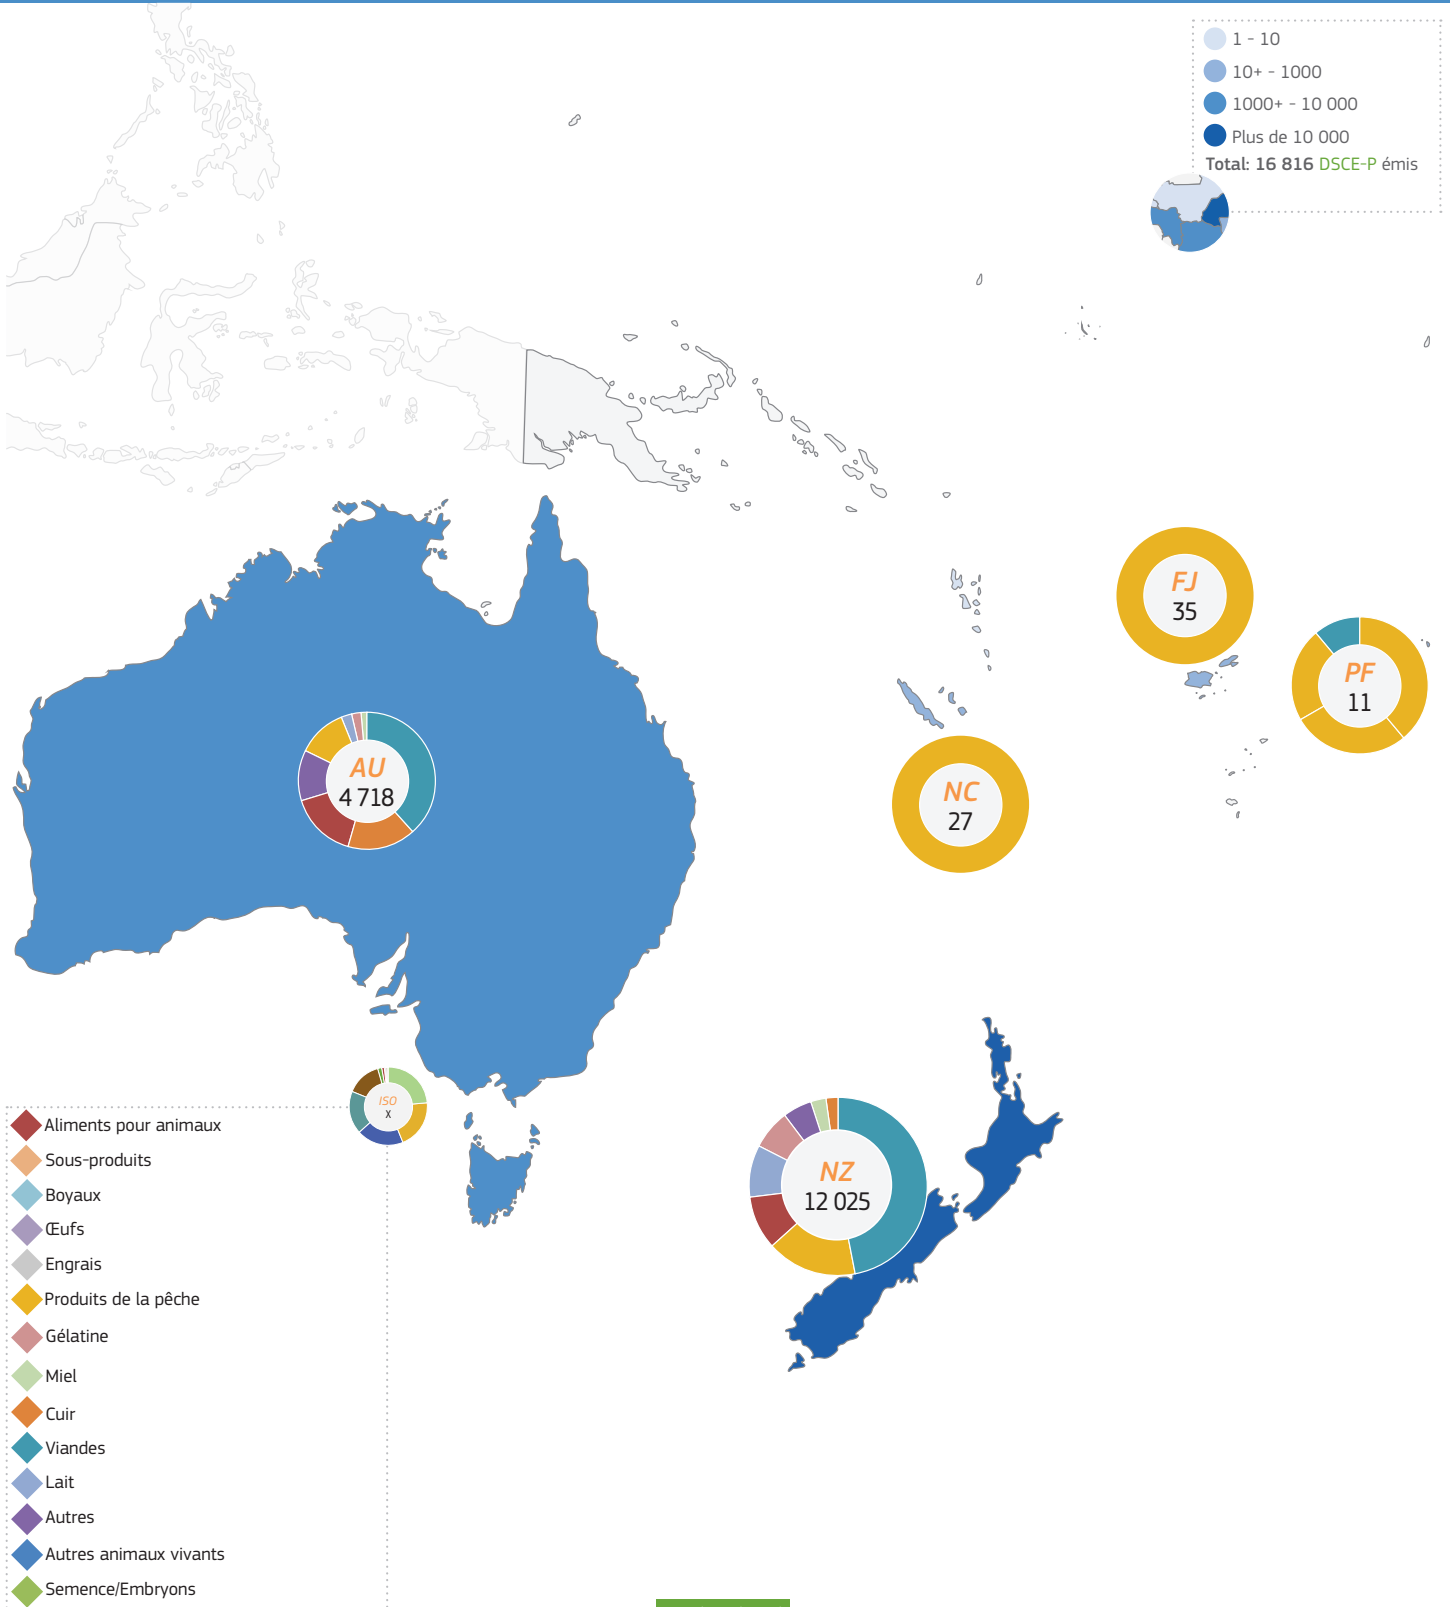 1 - 10
10+ - 1000
1000+ - 10 000
Plus de 10 000
Total: 16 816 DSCE-P émis
FJ
35
PF
11
AU
4 718
NC
27
ISO
X
NZ
12 025
Aliments pour animaux
Sous-produits
Boyaux
Œufs
Engrais
Produits de la pêche
Gélatine
Miel
Cuir
Viandes
Lait
Autres
Autres animaux vivants
Semence/Embryons